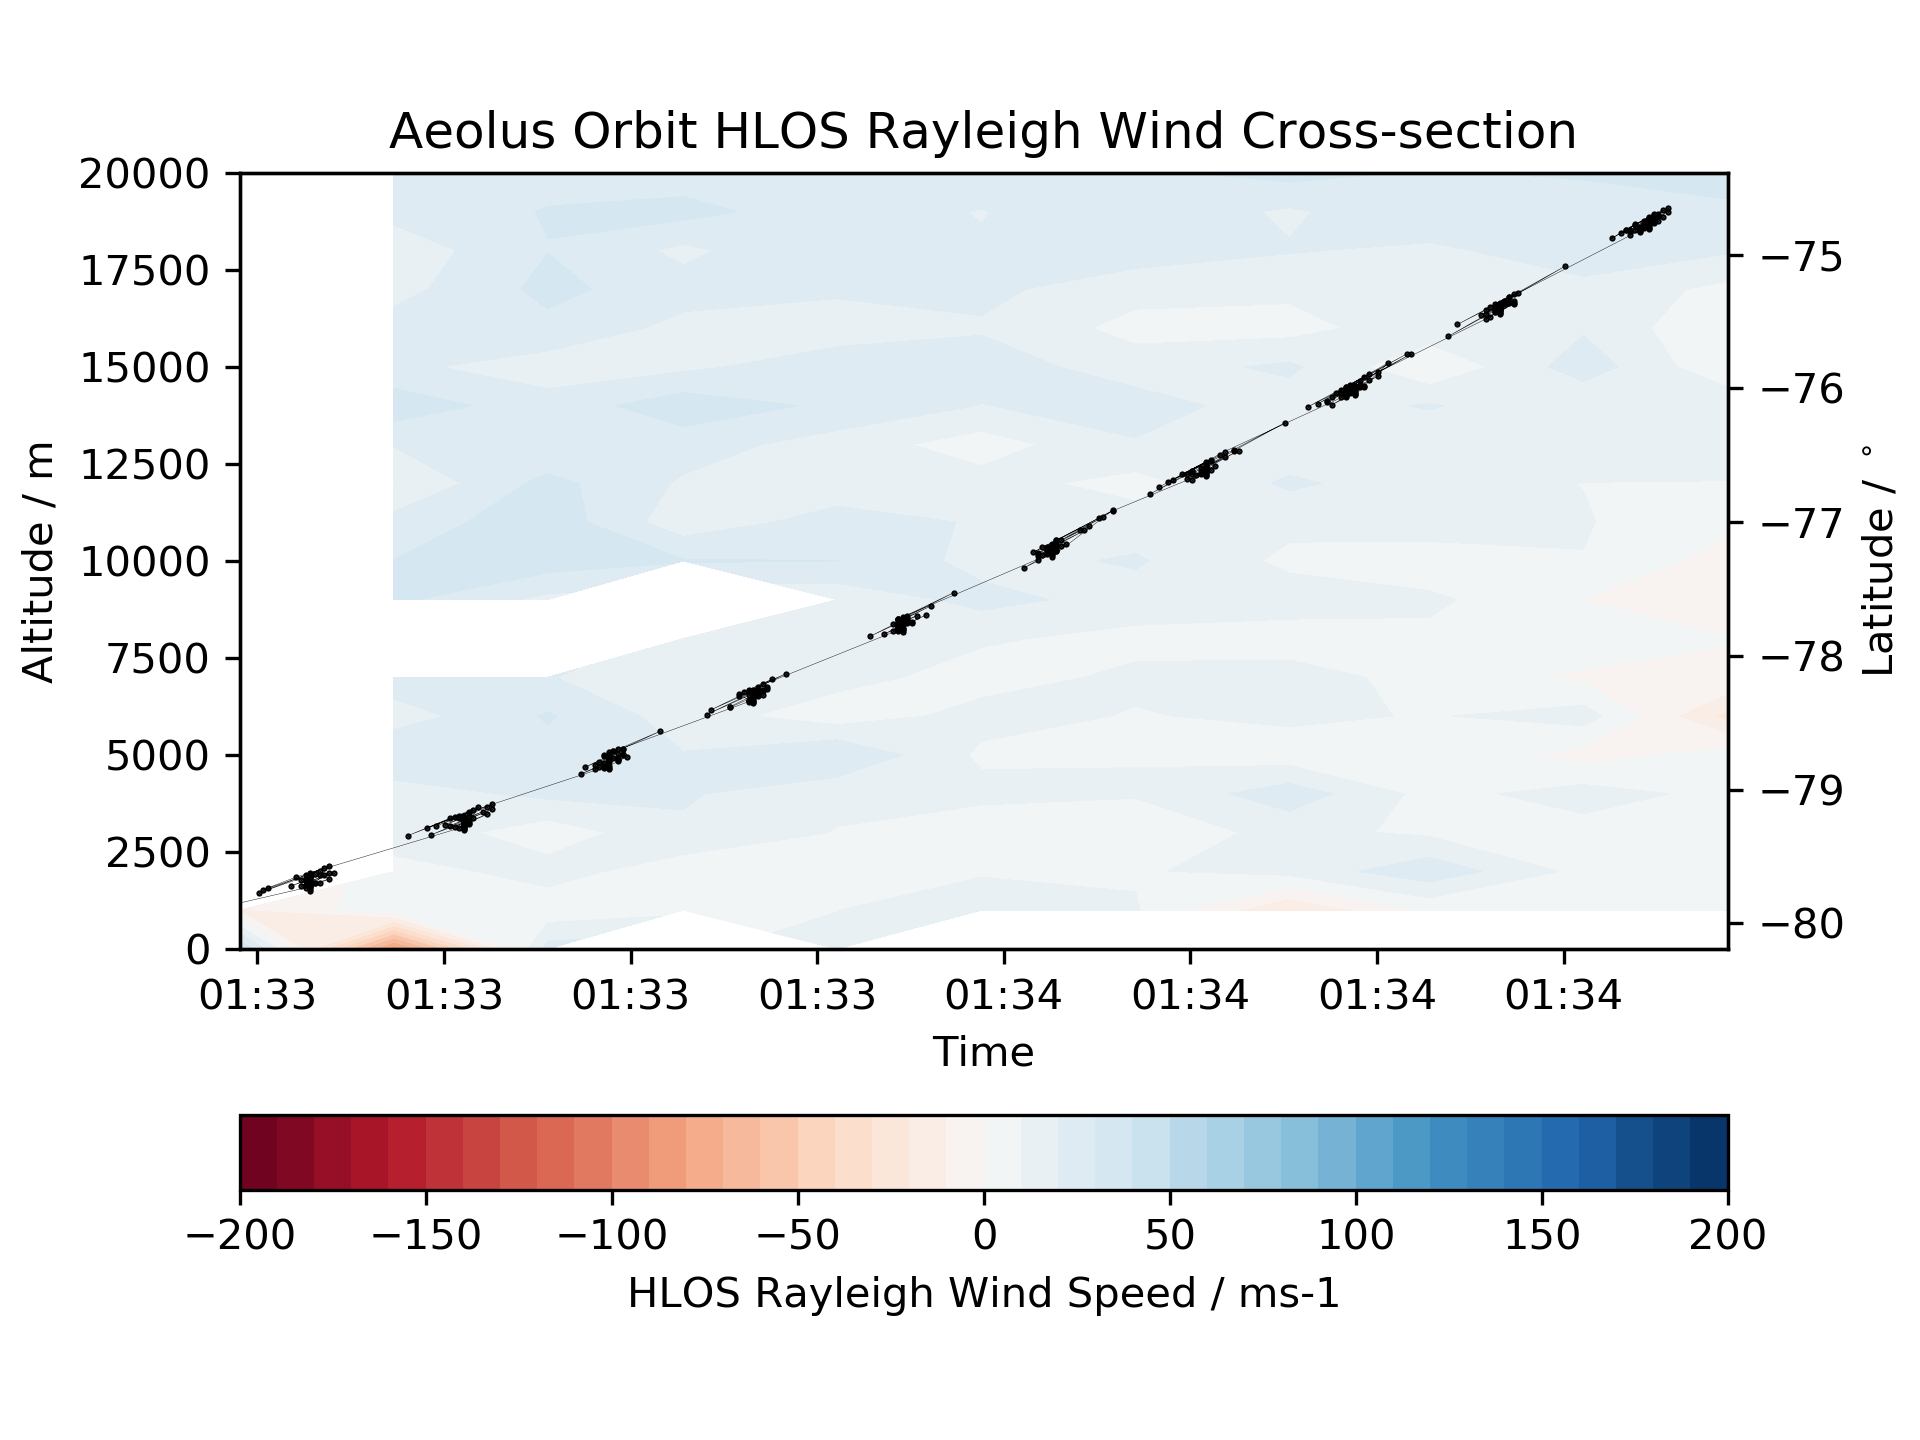 Aeolus Orbit HLOS Rayleigh Wind Cross-section
20000
17500
15000
12500
10000
7500
5000
2500
0
Altitude / m
−75
−76
−77
−78
−79
−80
Latitude / °
01:33 01:33 01:33 01:33 01:34 01:34 01:34 01:34
Time
−200 −150 −100 −50 0 50 100 150 200
HLOS Rayleigh Wind Speed / ms-1